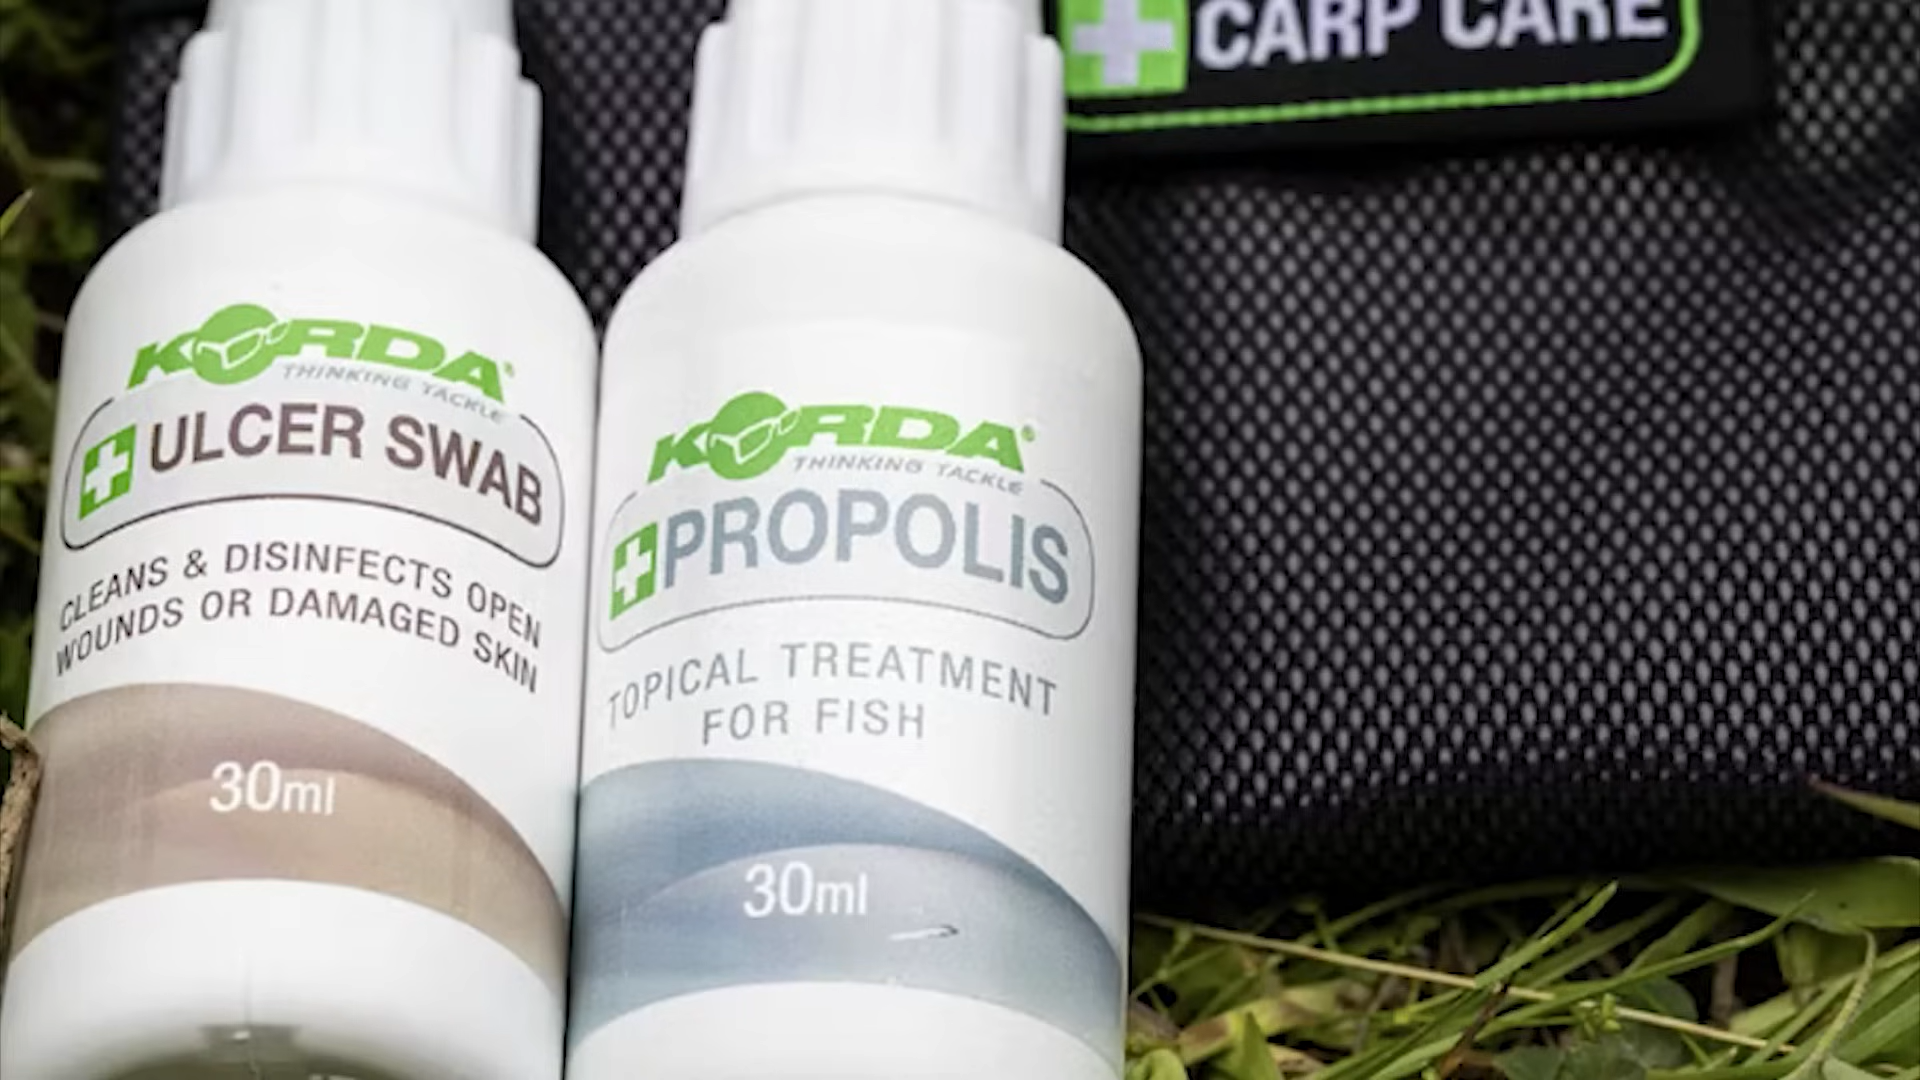 CARP CARE
KORDA®
THINKING TACKLE
ULCER SWAB
CLEANS & DISINFECTS OPEN
WOUNDS OR DAMAGED SKIN
30ml
KORDA®
THINKING TACKLE
PROPOLIS
TOPICAL TREATMENT
FOR FISH
30ml